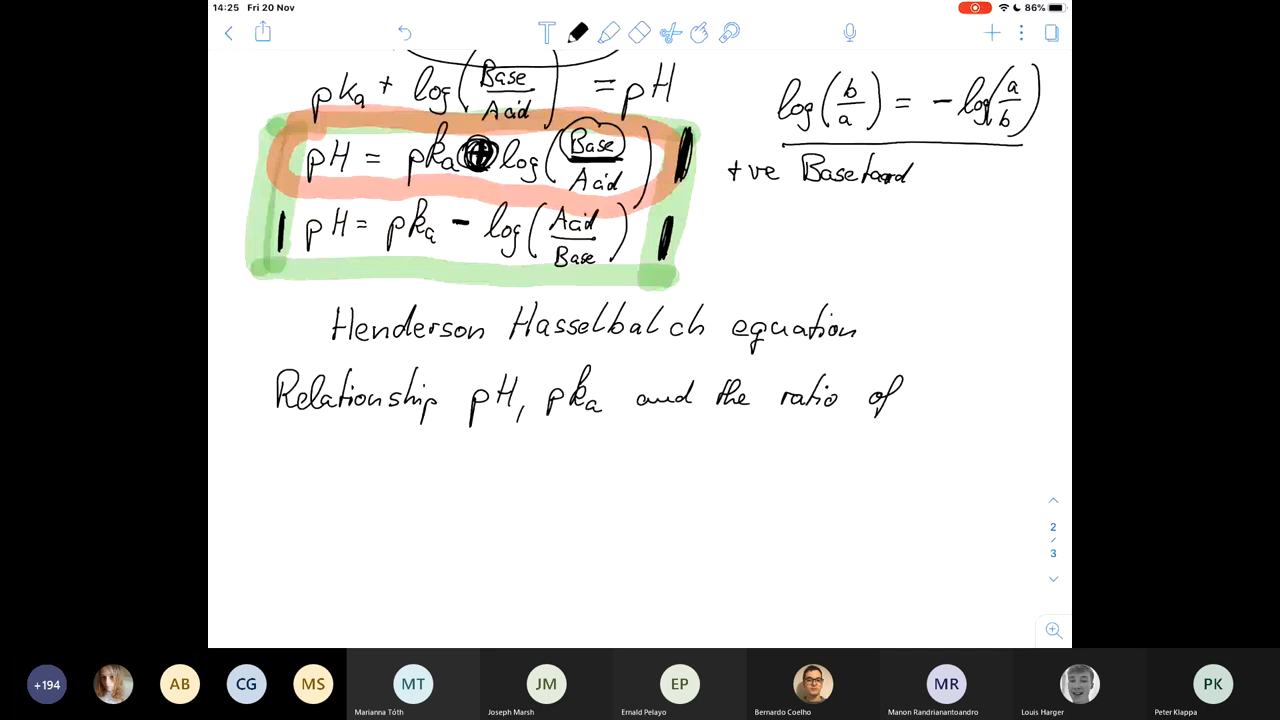 14:25 Fri 20 Nov 86%
T
pka + log(Base/Acid) = pH
log(b/a) = -log(a/b)
pH = pka + log(Base/Acid)
+ve Base
pH = pka - log(Acid/Base)
Henderson Hasselbalch equation
Relationship pH, pka and the ratio of
2/3
+194 AB CG MS MT JM EP MR PK
Marianna Tóth Joseph Marsh Ernald Pelayo Bernardo Coelho Manon Randrianantoandro Louis Harger Peter Klappa